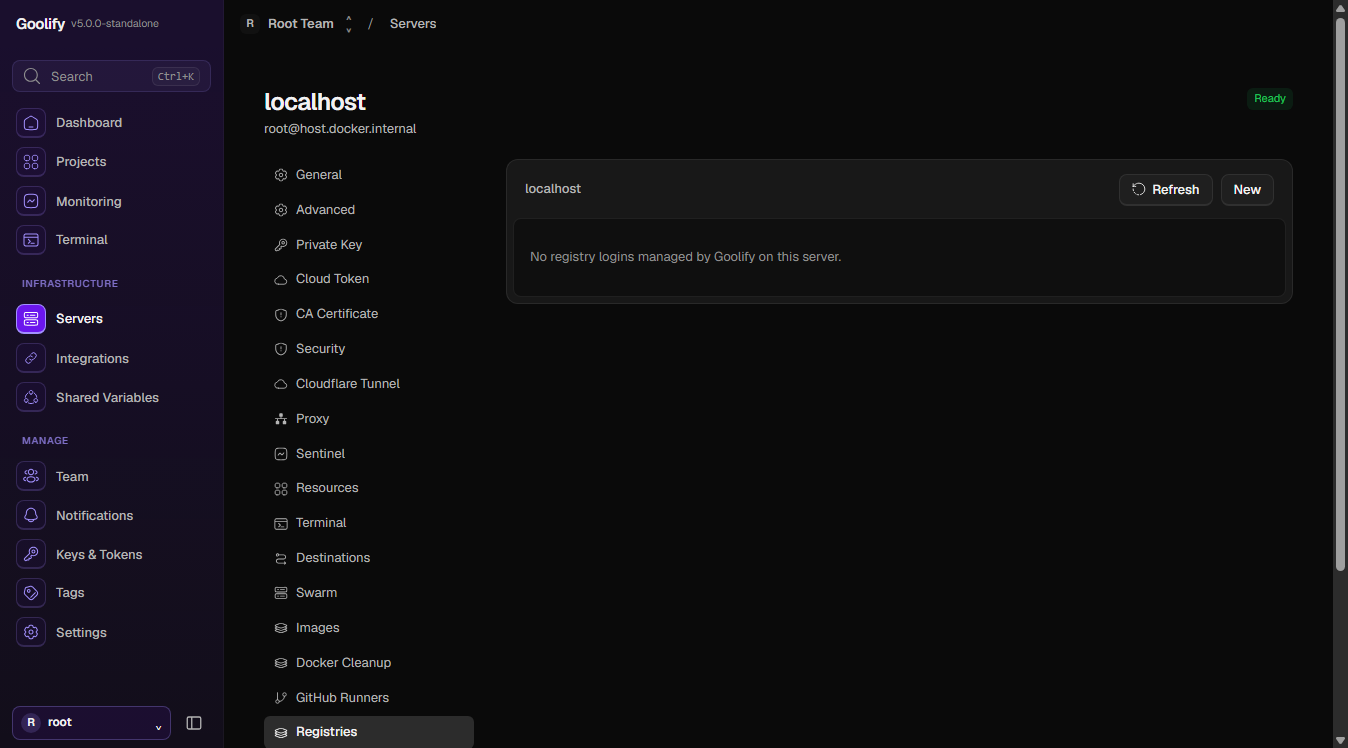 Goolify v5.0.0-standalone
Search Ctrl+K
Dashboard
Projects
Monitoring
Terminal
INFRASTRUCTURE
Servers
Integrations
Shared Variables
MANAGE
Team
Notifications
Keys & Tokens
Tags
Settings
R root
R Root Team / Servers
localhost
root@host.docker.internal
Ready
General
Advanced
Private Key
Cloud Token
CA Certificate
Security
Cloudflare Tunnel
Proxy
Sentinel
Resources
Terminal
Destinations
Swarm
Images
Docker Cleanup
GitHub Runners
Registries
localhost
Refresh New
No registry logins managed by Goolify on this server.